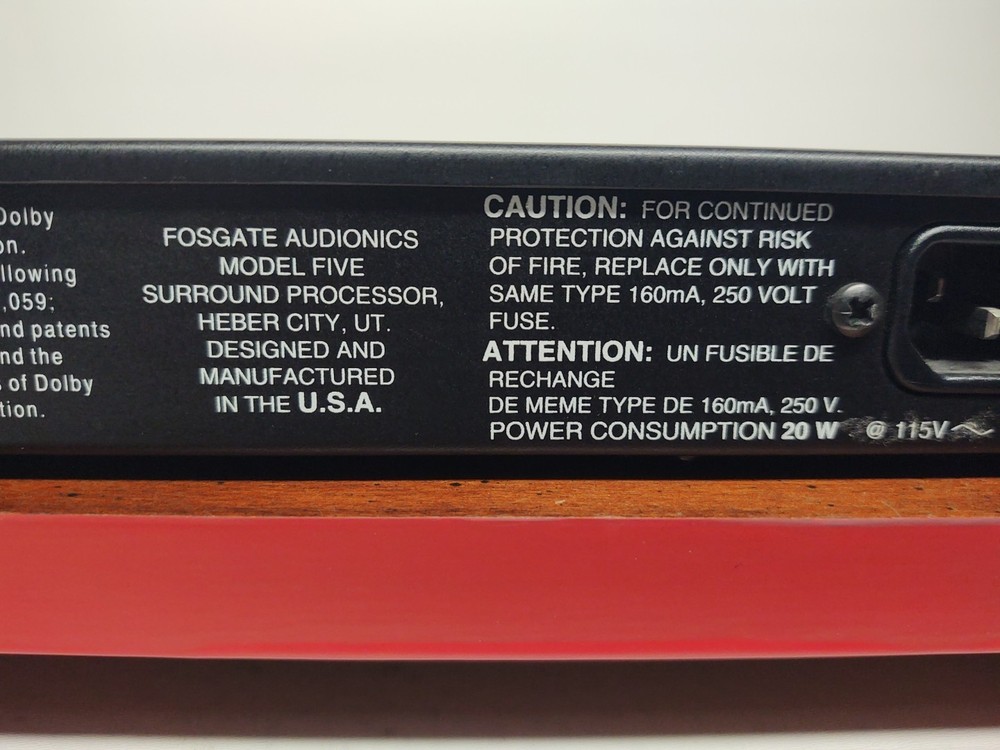 Dolby
on.
llowing
,059;
nd patents
nd the
s of Dolby
tion.
FOSGATE AUDIONICS
MODEL FIVE
SURROUND PROCESSOR,
HEBER CITY, UT.
DESIGNED AND
MANUFACTURED
IN THE U.S.A.
CAUTION: FOR CONTINUED
PROTECTION AGAINST RISK
OF FIRE, REPLACE ONLY WITH
SAME TYPE 160mA, 250 VOLT
FUSE.
ATTENTION: UN FUSIBLE DE
RECHANGE
DE MEME TYPE DE 160mA, 250 V.
POWER CONSUMPTION 20 W @ 115V~